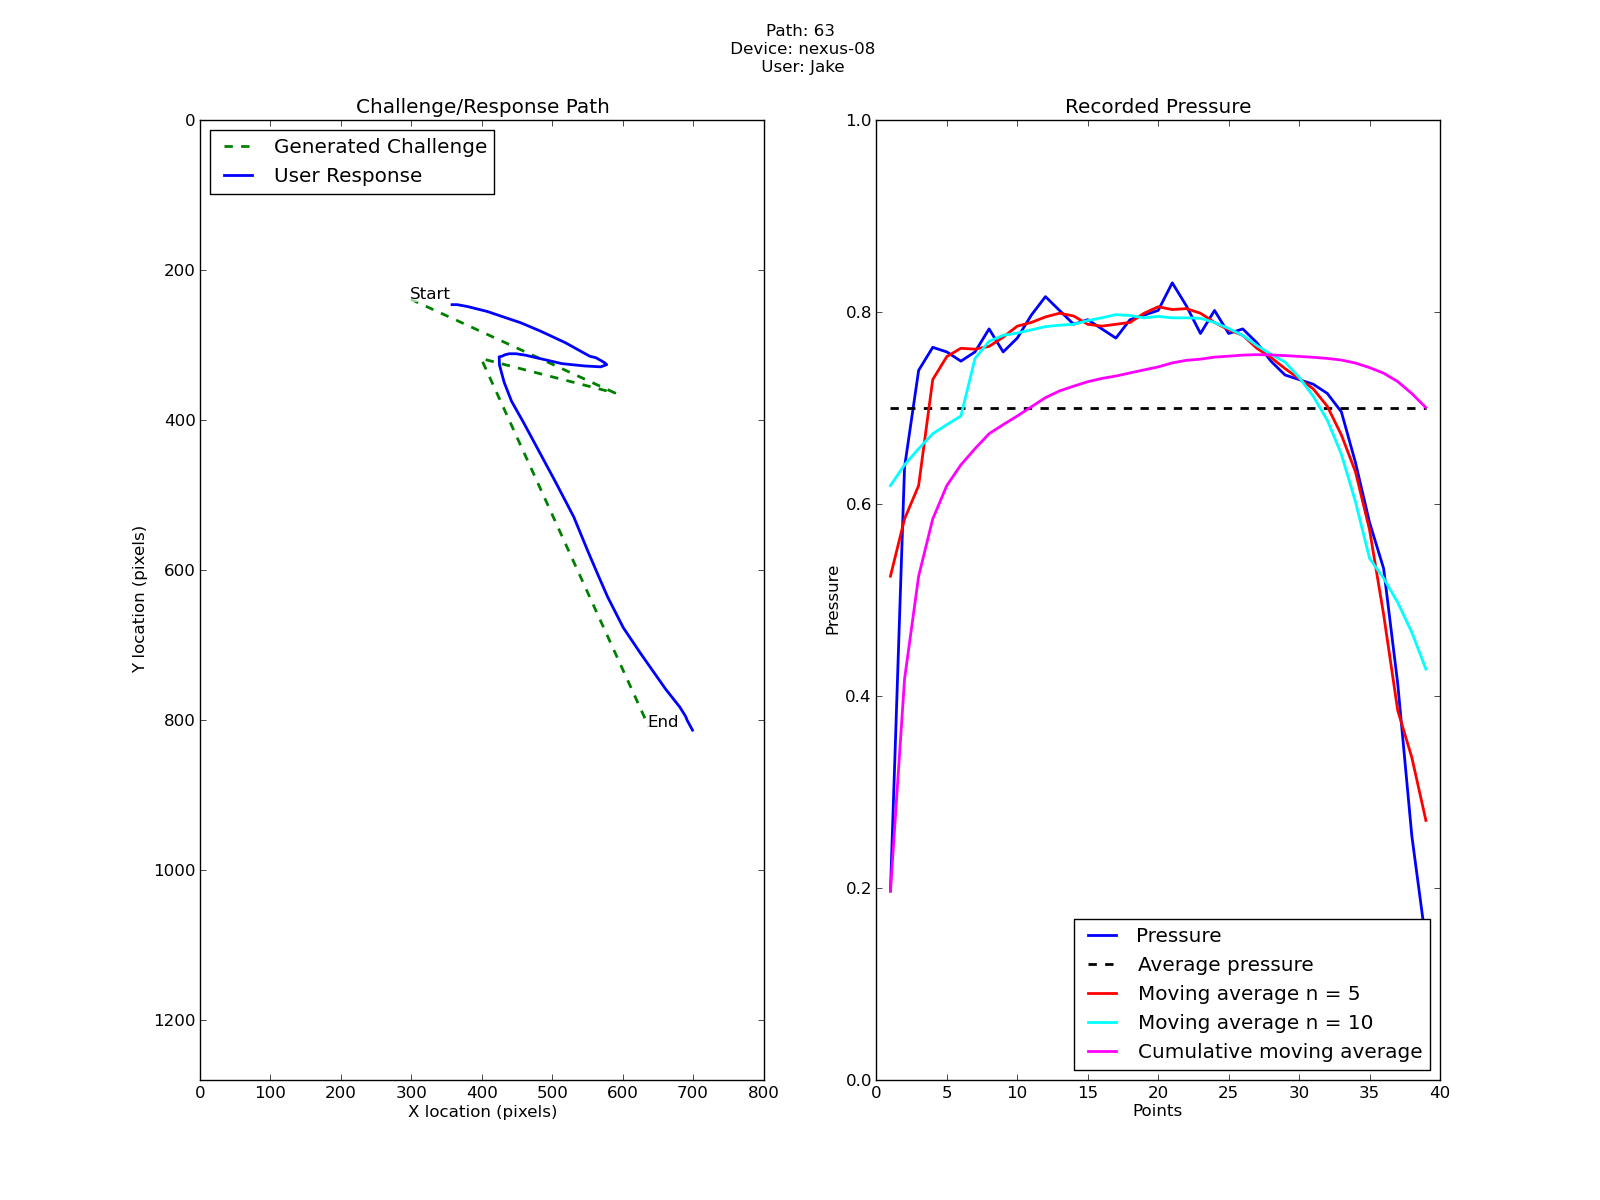 Path: 63
Device: nexus-08
User: Jake
Challenge/Response Path
Generated Challenge
User Response
Start
End
0
200
400
600
800
1000
1200
Y location (pixels)
0 100 200 300 400 500 600 700 800
X location (pixels)
Recorded Pressure
1.0
0.8
0.6
0.4
0.2
0.0
Pressure
Pressure
Average pressure
Moving average n = 5
Moving average n = 10
Cumulative moving average
0 5 10 15 20 25 30 35 40
Points